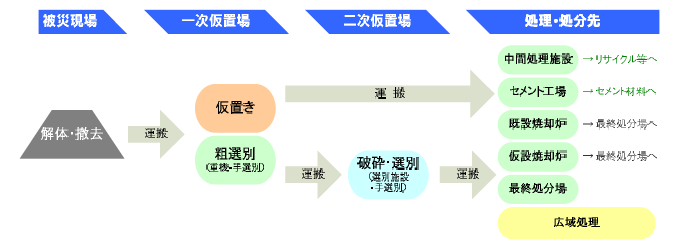 被災現場
一次仮置場
二次仮置場
処理・処分先
解体・撤去
運搬
仮置き
粗選別
(重機・手選別)
運 搬
運搬
破砕・選別
(選別施設
・手選別)
運搬
中間処理施設 →リサイクル等へ
セメント工場 →セメント材料へ
既設焼却炉 →最終処分場へ
仮設焼却炉 →最終処分場へ
最終処分場
広域処理